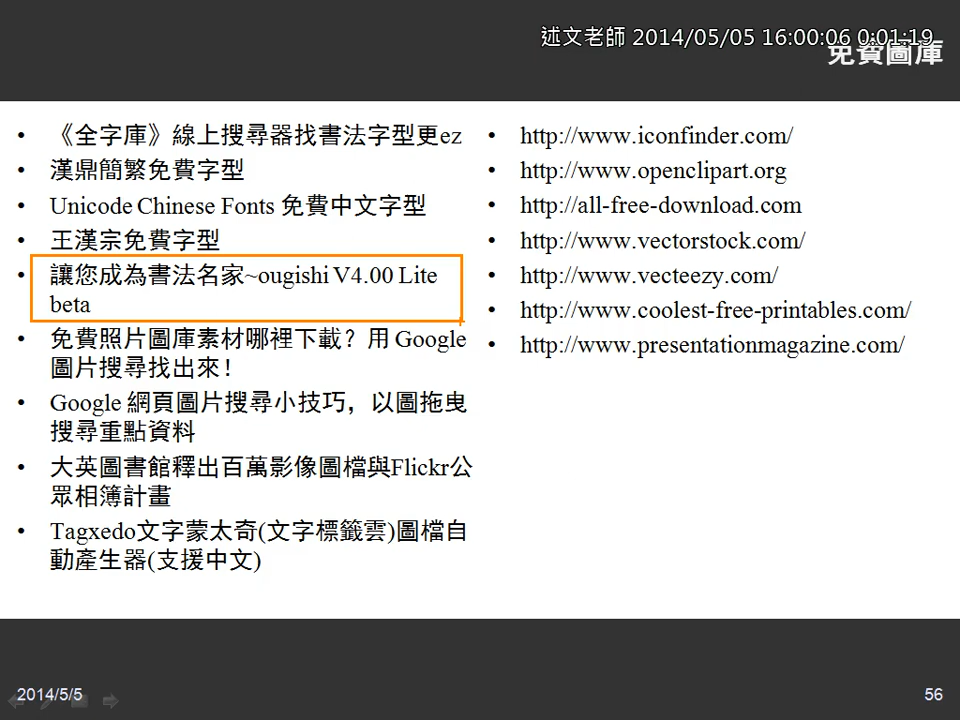 述文老師 2014/05/05 16:00:06 0:01:19
免費圖庫
• 《全字庫》線上搜尋器找書法字型更ez
• 漢鼎簡繁免費字型
• Unicode Chinese Fonts 免費中文字型
• 王漢宗免費字型
• 讓您成為書法名家~ougishi V4.00 Lite
beta
• 免費照片圖庫素材哪裡下載？用 Google
圖片搜尋找出來！
• Google 網頁圖片搜尋小技巧，以圖拖曳
搜尋重點資料
• 大英圖書館釋出百萬影像圖檔與Flickr公
眾相簿計畫
• Tagxedo文字蒙太奇(文字標籤雲)圖檔自
動產生器(支援中文)
• http://www.iconfinder.com/
• http://www.openclipart.org
• http://all-free-download.com
• http://www.vectorstock.com/
• http://www.vecteezy.com/
• http://www.coolest-free-printables.com/
• http://www.presentationmagazine.com/
2014/5/5
56